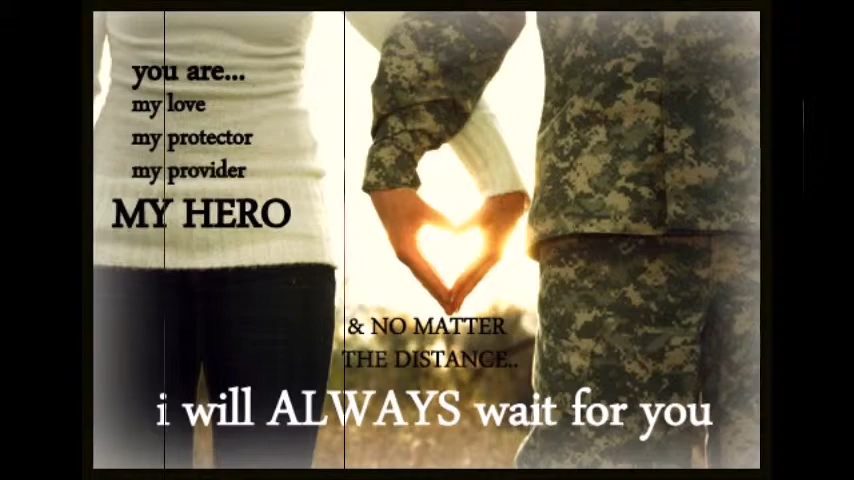 you are...
my love
my protector
my provider
MY HERO
& NO MATTER
THE DISTANCE..
i will ALWAYS wait for you